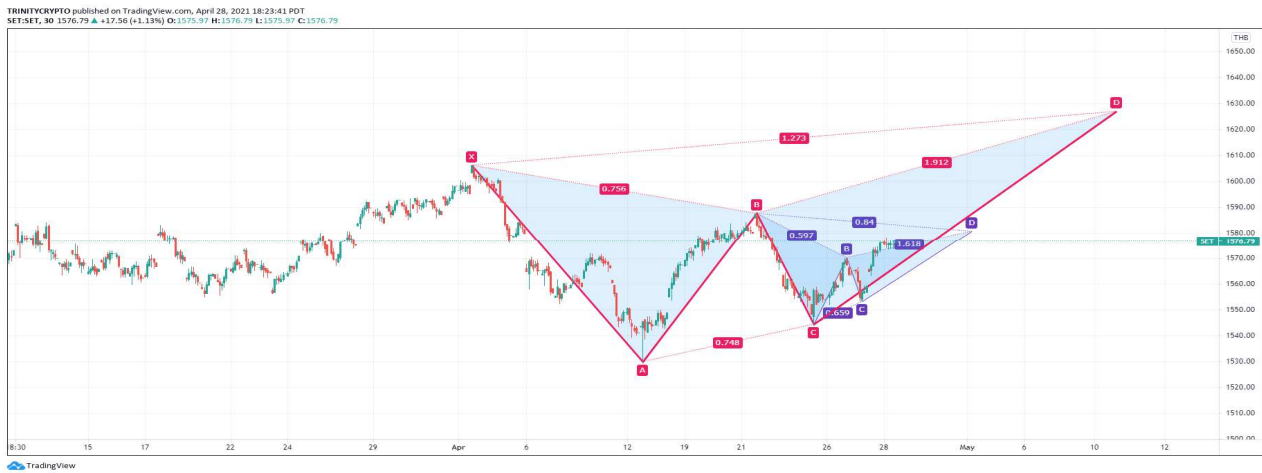 TRINITYCRYPTO published on TradingView.com, April 28, 2021 18:23:41 PDT
SET:SET, 30 1576.79 ▲ +17.56 (+1.13%) O:1575.97 H:1576.79 L:1575.97 C:1576.79
THB
1650.00
1640.00
D
1630.00
1.273
1620.00
X
1.912
1610.00
0.756
1600.00
B
1590.00
0.84
D
0.597
1580.00
B
1.618
SET
1576.79
1570.00
1560.00
0.659
C
1550.00
C
1540.00
0.748
1530.00
A
1520.00
1510.00
1500.00
8:30 15 17 22 24 29 Apr 6 12 19 21 26 28 May 6 10 12
TradingView